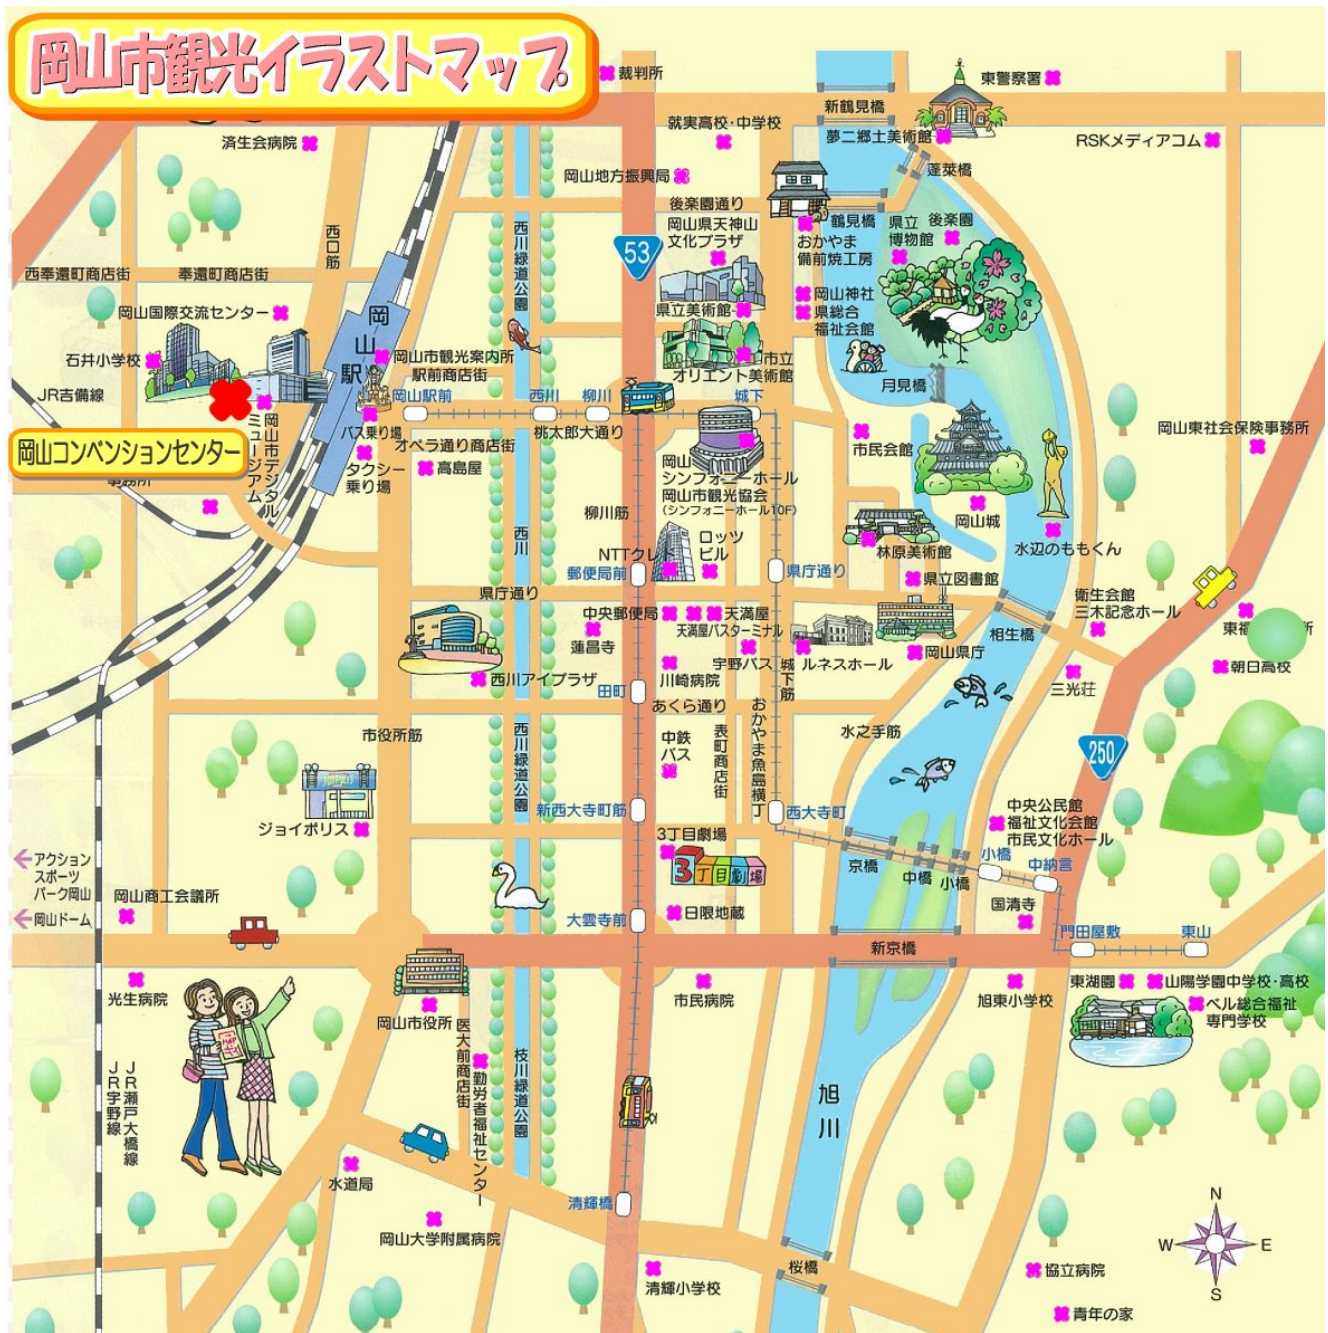 岡山市観光イラストマップ
裁判所
東警察署
新鶴見橋
済生会病院
就実高校・中学校
夢二郷土美術館
RSKメディアコム
蓬莱橋
岡山地方振興局
後楽園通り
西口筋
西川緑道公園
53
岡山県天神山
文化プラザ
鶴見橋
おかやま
備前焼工房
県立
博物館
後楽園
西奉還町商店街
奉還町商店街
岡山神社
県総合
福祉会館
岡山国際交流センター
県立美術館
岡山駅
石井小学校
岡山市観光案内所
駅前商店街
市立
オリエント美術館
月見橋
JR吉備線
岡山駅前
西川
柳川
城下
バス乗り場
桃太郎大通り
オペラ通り商店街
岡山コンベンションセンター
岡山市デジタル
ミュージアム
タクシー
乗り場
高島屋
岡山
シンフォニーホール
岡山市観光協会
(シンフォニーホール10F)
市民会館
岡山東社会保険事務所
事務所
柳川筋
岡山城
水辺のももくん
西川
NTTクレド
ロッツ
ビル
林原美術館
郵便局前
県庁通り
県立図書館
県庁通り
衛生会館
三木記念ホール
中央郵便局
天満屋
天満屋バスターミナル
蓮昌寺
相生橋
東福
所
宇野バス
ルネスホール
岡山県庁
城下筋
朝日高校
西川アイプラザ
川崎病院
三光荘
田町
あくら通り
市役所筋
西川緑道公園
中鉄
バス
表町商店街
おかやま魚島横丁
水之手筋
250
新西大寺町筋
西大寺町
中央公民館
福祉文化会館
市民文化ホール
ジョイポリス
JOYPOLIS
3丁目劇場
3丁目劇場
京橋
中橋
小橋
小橋
中納言
アクション
スポーツ
パーク岡山
岡山商工会議所
岡山ドーム
大雲寺前
日限地蔵
国清寺
新京橋
門田屋敷
東山
光生病院
岡山市役所
市民病院
旭東小学校
東湖園
山陽学園中学校・高校
ベル総合福祉
専門学校
医大前商店街
勤労者福祉センター
枝川緑道公園
JR瀬戸大橋線
JR宇野線
旭川
水道局
清輝橋
岡山大学附属病院
桜橋
清輝小学校
協立病院
青年の家
N
W
E
S